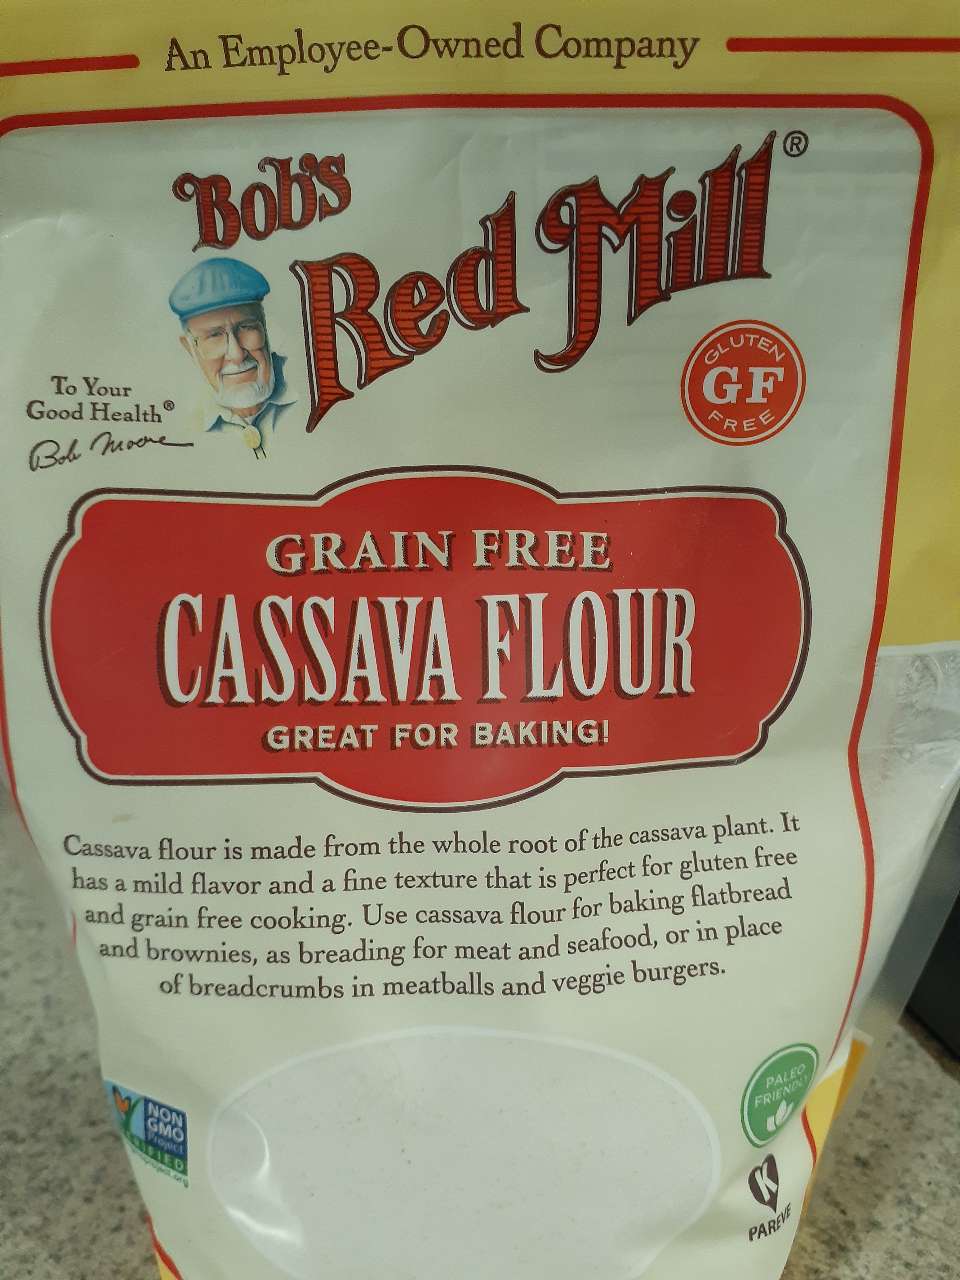 An Employee-Owned Company
Bob's
Red Mill®
GLUTEN
GF
FREE
To Your
Good Health®
Bob Moore
GRAIN FREE
CASSAVA FLOUR
GREAT FOR BAKING!
Cassava flour is made from the whole root of the cassava plant. It
has a mild flavor and a fine texture that is perfect for gluten free
and grain free cooking. Use cassava flour for baking flatbread
and brownies, as breading for meat and seafood, or in place
of breadcrumbs in meatballs and veggie burgers.
PALEO
FRIENDLY
NON
GMO
Project
K
PAREVE